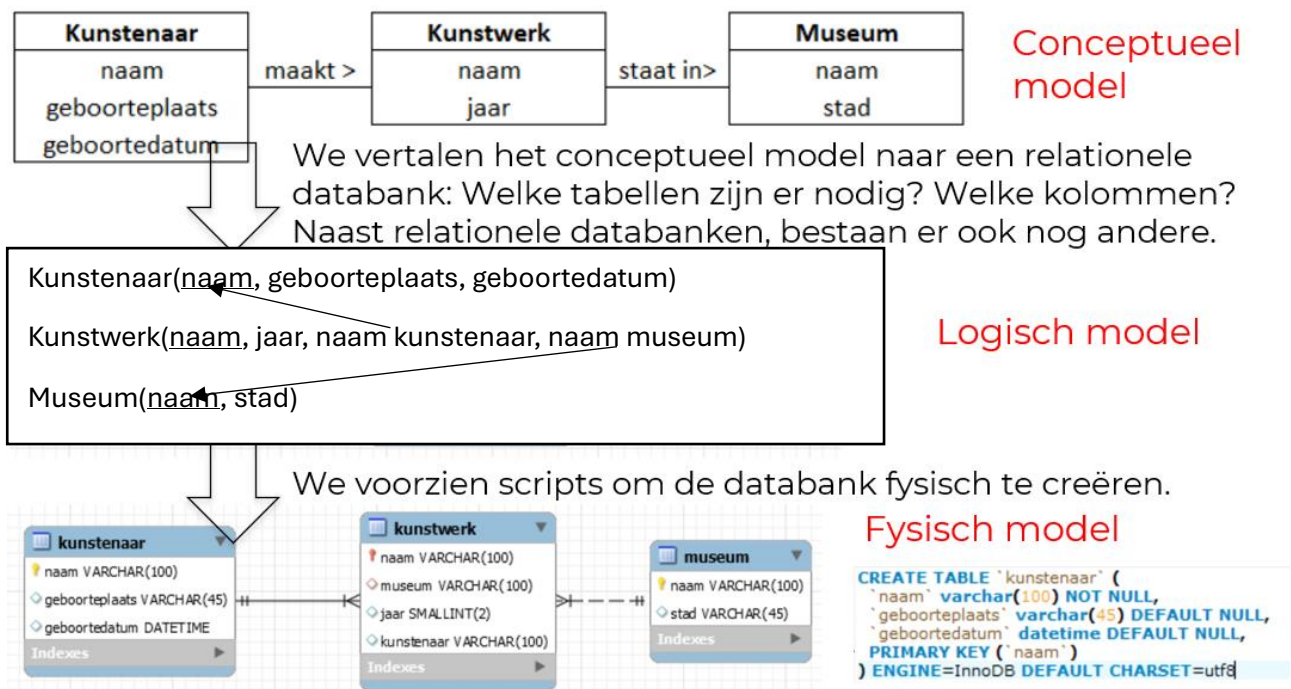 Kunstenaar
naam
geboorteplaats
geboortedatum
maakt >
Kunstwerk
naam
jaar
staat in>
Museum
naam
stad
Conceptueel
model
We vertalen het conceptueel model naar een relationele
databank: Welke tabellen zijn er nodig? Welke kolommen?
Naast relationele databanken, bestaan er ook nog andere.
Kunstenaar(naam, geboorteplaats, geboortedatum)
Kunstwerk(naam, jaar, naam kunstenaar, naam museum)
Museum(naam, stad)
Logisch model
We voorzien scripts om de databank fysisch te creëren.
Fysisch model
kunstenaar
naam VARCHAR(100)
geboorteplaats VARCHAR(45)
geboortedatum DATETIME
Indexes
kunstwerk
naam VARCHAR(100)
museum VARCHAR(100)
jaar SMALLINT(2)
kunstenaar VARCHAR(100)
Indexes
museum
naam VARCHAR(100)
stad VARCHAR(45)
Indexes
CREATE TABLE `kunstenaar` (
`naam` varchar(100) NOT NULL,
`geboorteplaats` varchar(45) DEFAULT NULL,
`geboortedatum` datetime DEFAULT NULL,
PRIMARY KEY (`naam`)
) ENGINE=InnoDB DEFAULT CHARSET=utf8